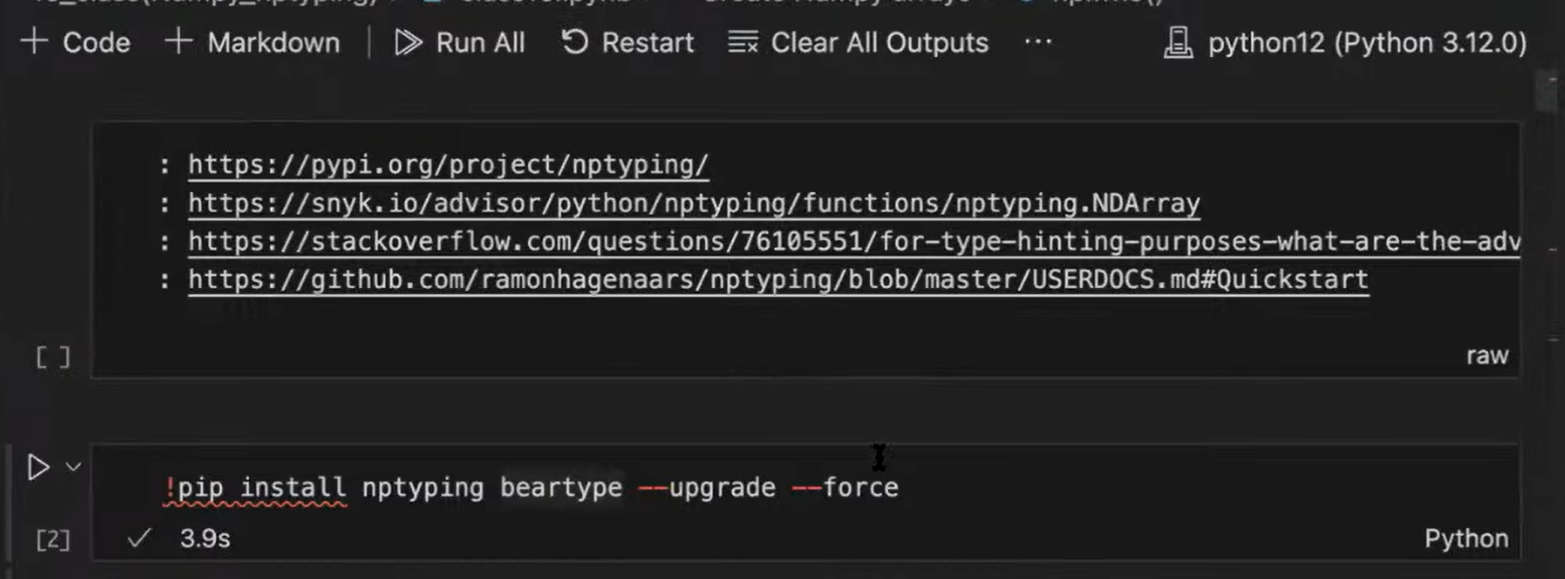 Code Markdown Run All Restart Clear All Outputs ... python12 (Python 3.12.0)
: https://pypi.org/project/nptyping/
: https://snyk.io/advisor/python/nptyping/functions/nptyping.NDArray
: https://stackoverflow.com/questions/76105551/for-type-hinting-purposes-what-are-the-adv
: https://github.com/ramonhagenaars/nptyping/blob/master/USERDOCS.md#Quickstart
[ ] raw
!pip install nptyping beartype --upgrade --force
[2] 3.9s Python